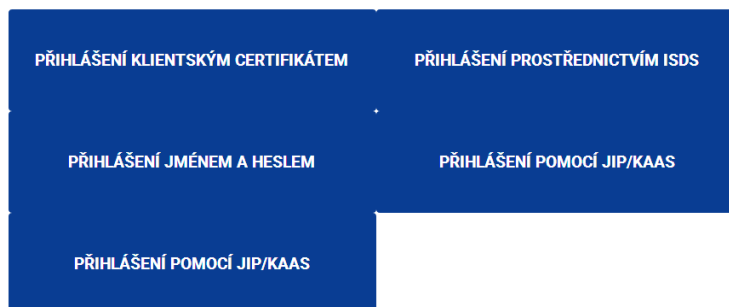 PŘIHLÁŠENÍ KLIENTSKÝM CERTIFIKÁTEM
PŘIHLÁŠENÍ PROSTŘEDNICTVÍM ISDS
PŘIHLÁŠENÍ JMÉNEM A HESLEM
PŘIHLÁŠENÍ POMOCÍ JIP/KAAS
PŘIHLÁŠENÍ POMOCÍ JIP/KAAS